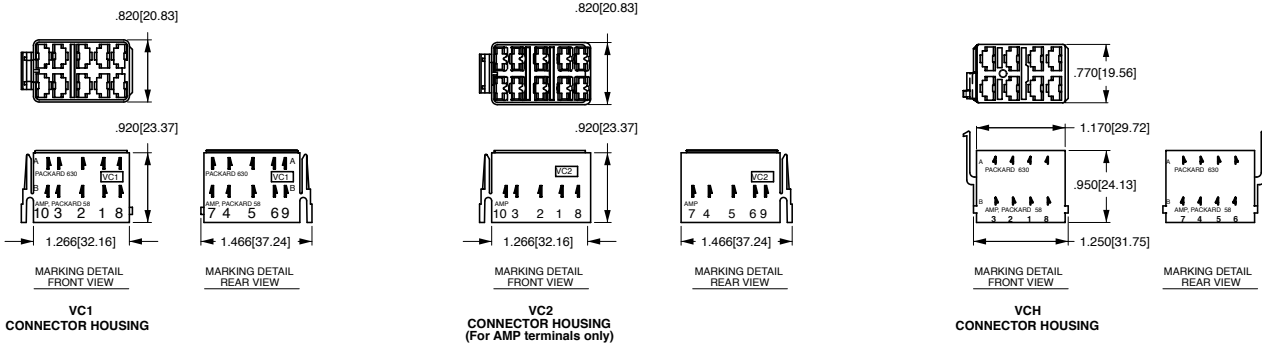 .820[20.83]
.920[23.37]
A
PACKARD 630
VC1
B
AMP, PACKARD 58
10 3 2 1 8
1.266[32.16]
MARKING DETAIL
FRONT VIEW
A
PACKARD 630
VC1
B
AMP, PACKARD 58
7 4 5 6 9
1.466[37.24]
MARKING DETAIL
REAR VIEW
VC1
CONNECTOR HOUSING
.820[20.83]
.920[23.37]
VC2
AMP
10 3 2 1 8
1.266[32.16]
MARKING DETAIL
FRONT VIEW
VC2
AMP
7 4 5 6 9
1.466[37.24]
MARKING DETAIL
REAR VIEW
VC2
CONNECTOR HOUSING
(For AMP terminals only)
.770[19.56]
1.170[29.72]
A
PACKARD 630
.950[24.13]
B
AMP, PACKARD 58
3 2 1 8
1.250[31.75]
MARKING DETAIL
FRONT VIEW
A
PACKARD 630
B
AMP, PACKARD 58
7 4 5 6
MARKING DETAIL
REAR VIEW
VCH
CONNECTOR HOUSING